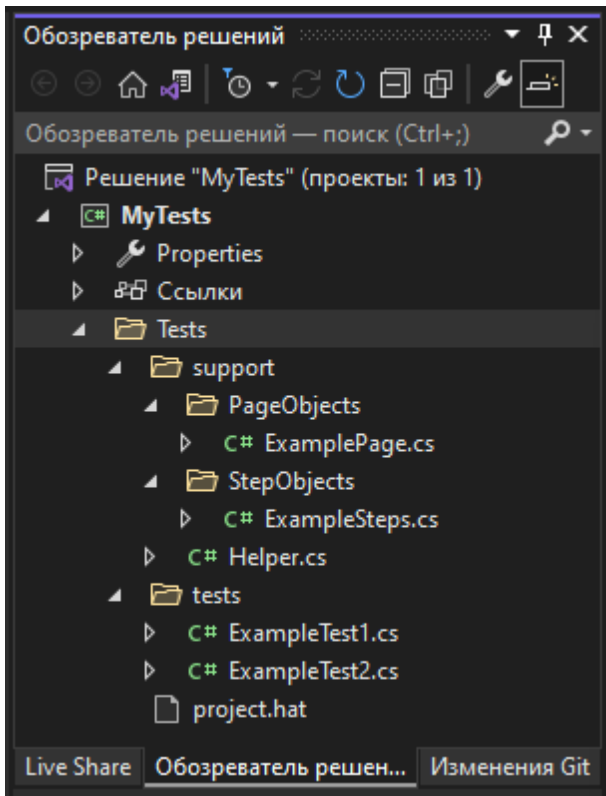 Обозреватель решений
Обозреватель решений — поиск (Ctrl+;)
Решение "MyTests" (проекты: 1 из 1)
C# MyTests
Properties
Ссылки
Tests
support
PageObjects
C# ExamplePage.cs
StepObjects
C# ExampleSteps.cs
C# Helper.cs
tests
C# ExampleTest1.cs
C# ExampleTest2.cs
project.hat
Live Share Обозреватель решен... Изменения Git